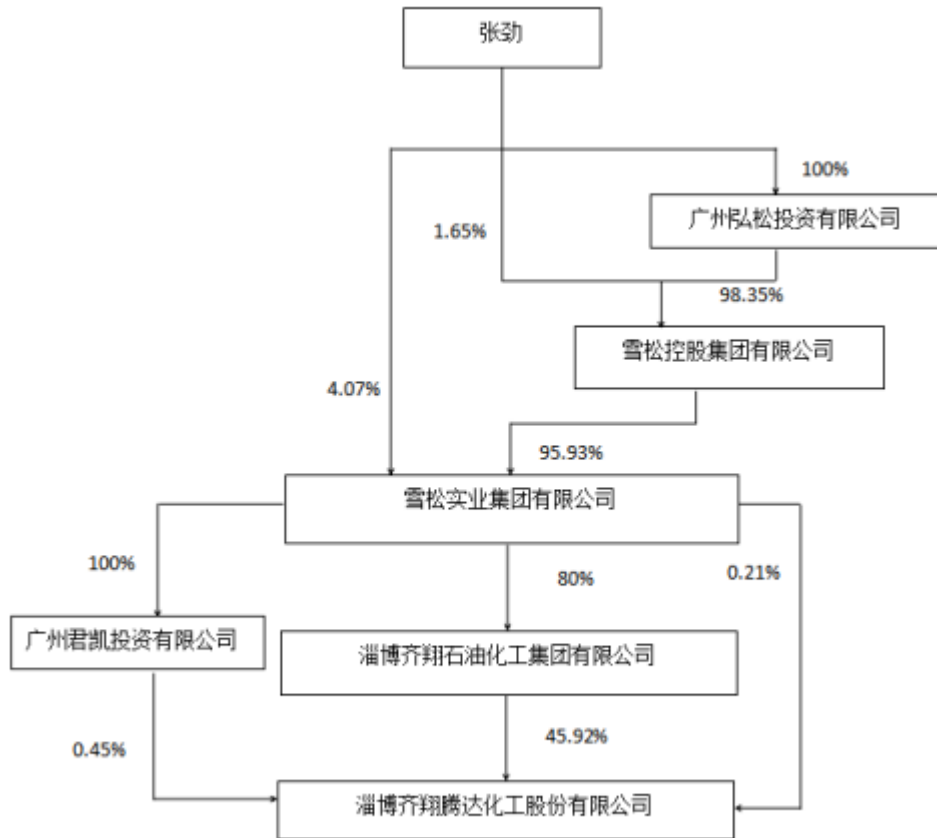 张劲
100%
广州弘松投资有限公司
1.65%
98.35%
雪松控股集团有限公司
4.07%
95.93%
雪松实业集团有限公司
100%
80%
0.21%
广州君凯投资有限公司
淄博齐翔石油化工集团有限公司
0.45%
45.92%
淄博齐翔腾达化工股份有限公司